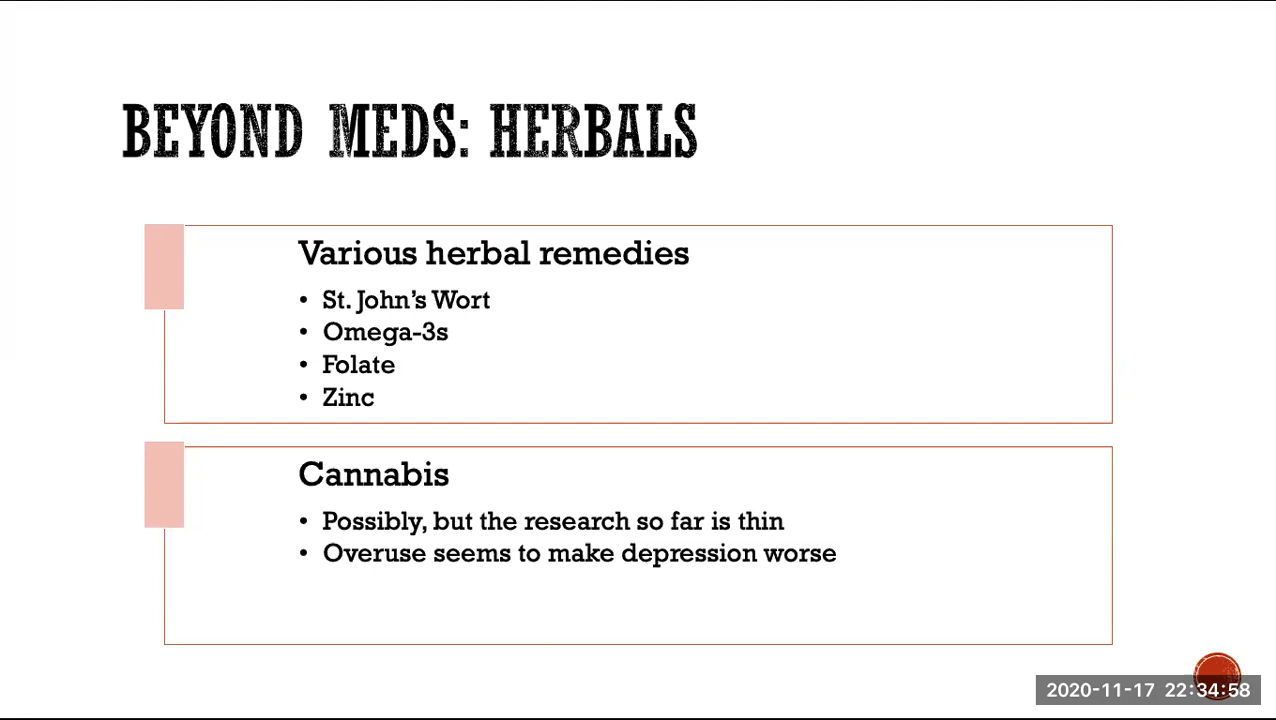 BEYOND MEDS: HERBALS
Various herbal remedies
• St. John's Wort
• Omega-3s
• Folate
• Zinc
Cannabis
• Possibly, but the research so far is thin
• Overuse seems to make depression worse
2020-11-17 22:34:58